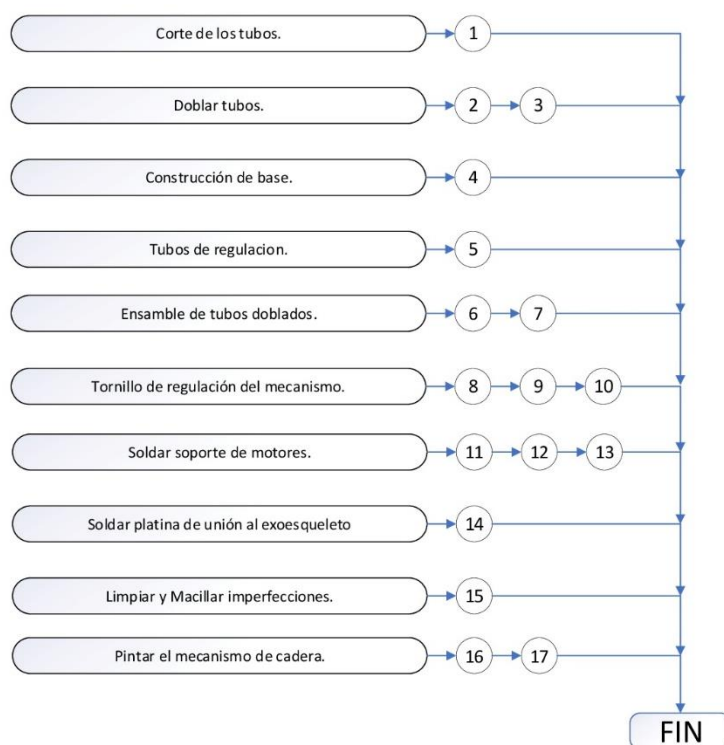 Corte de los tubos. 1
Doblar tubos. 2 3
Construcción de base. 4
Tubos de regulacion. 5
Ensamble de tubos doblados. 6 7
Tornillo de regulación del mecanismo. 8 9 10
Soldar soporte de motores. 11 12 13
Soldar platina de unión al exoesqueleto 14
Limpiar y Macillar imperfecciones. 15
Pintar el mecanismo de cadera. 16 17
FIN